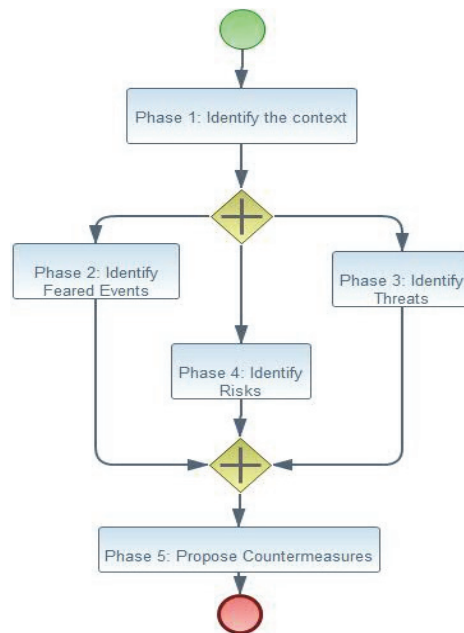 Phase 1: Identify the context
Phase 2: Identify
Feared Events
Phase 3: Identify
Threats
Phase 4: Identify
Risks
Phase 5: Propose Countermeasures